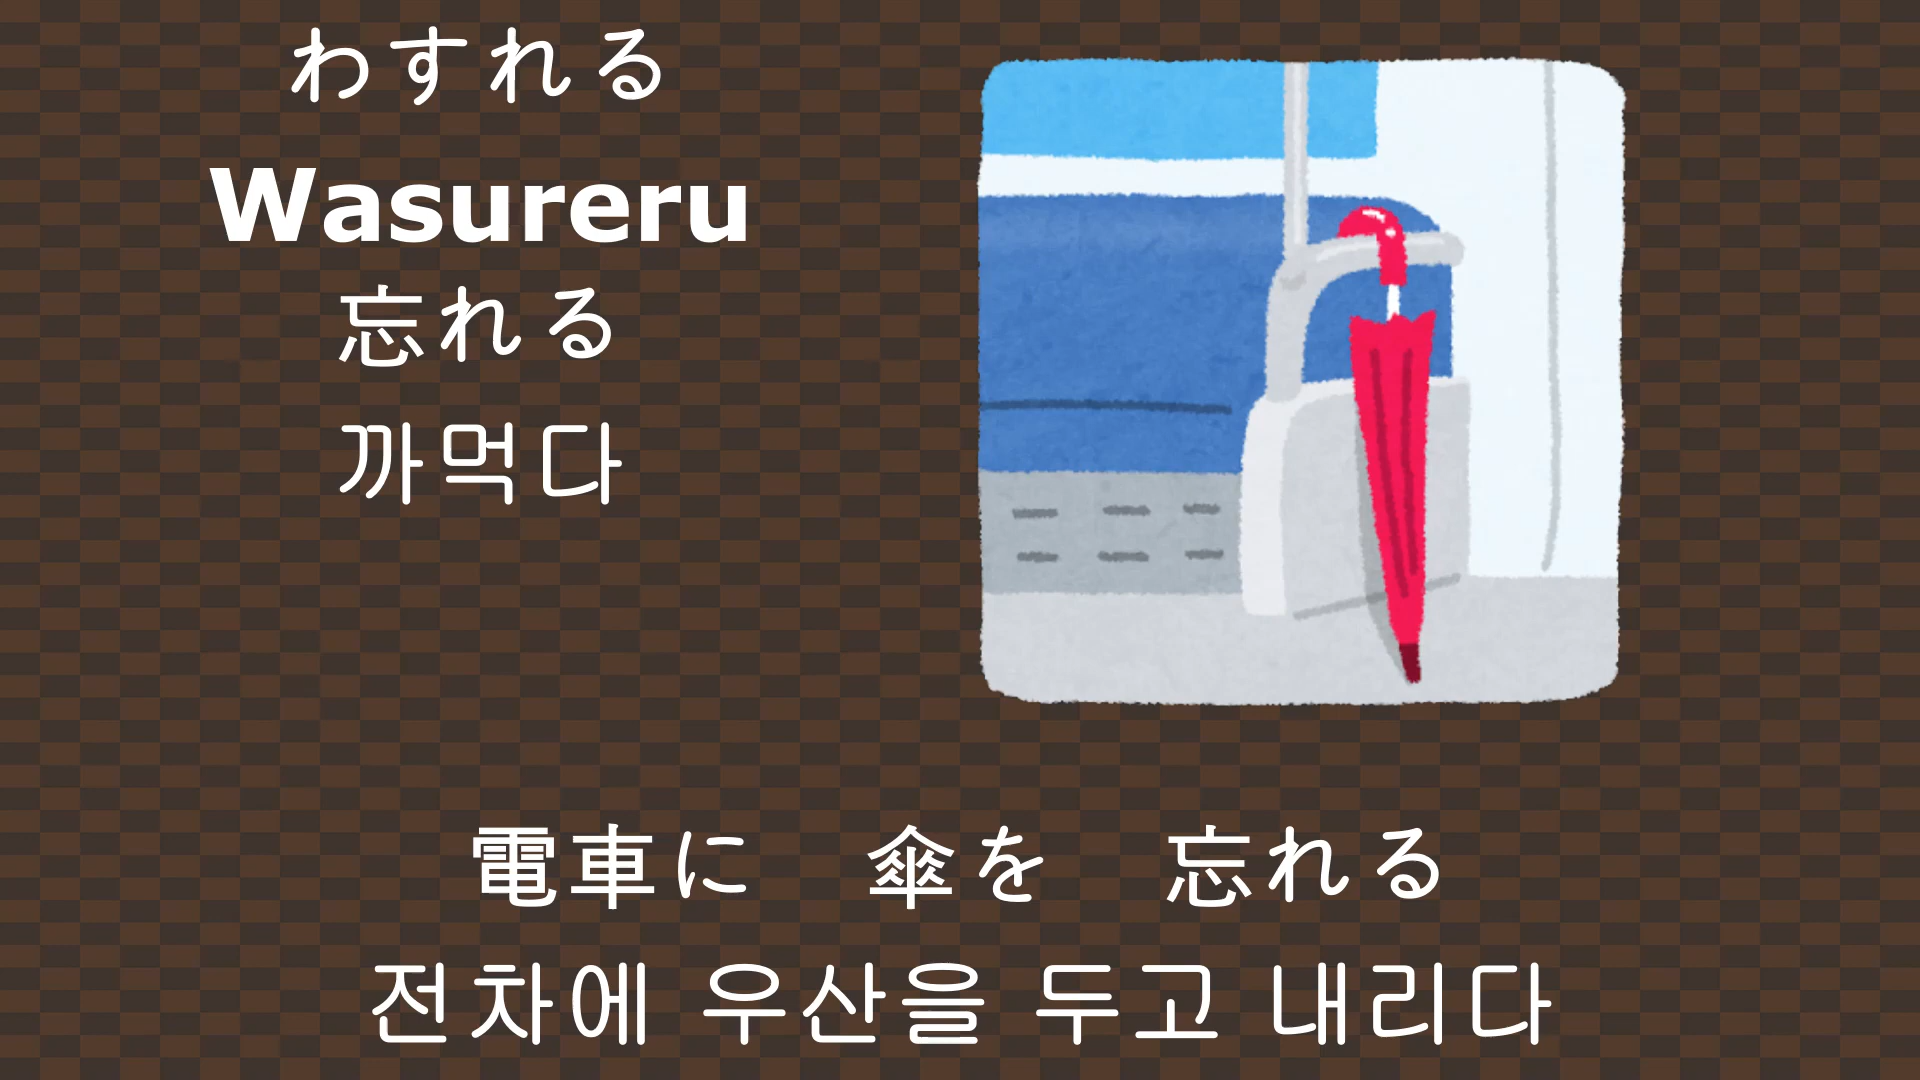 わすれる
Wasureru
忘れる
까먹다
電車に　傘を　忘れる
전차에 우산을 두고 내리다